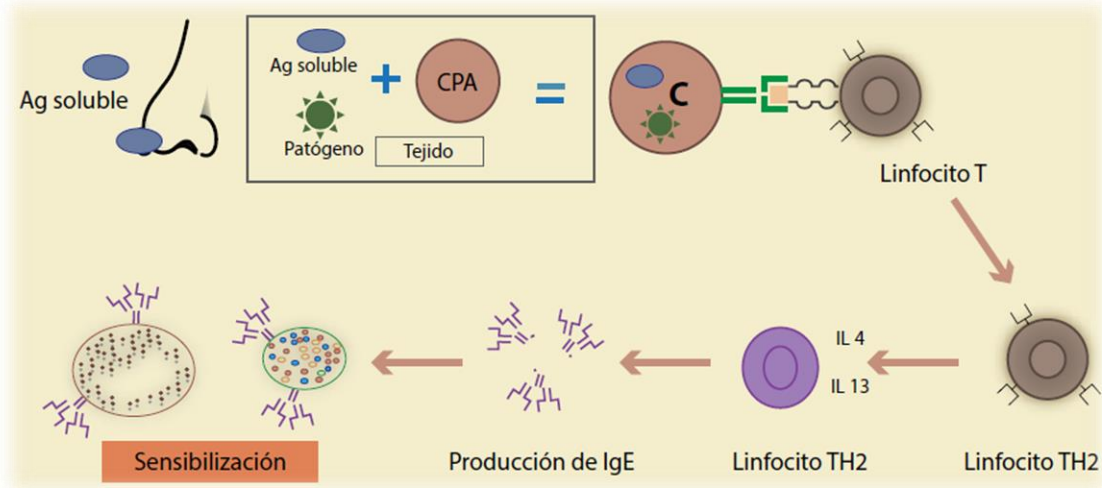 Ag soluble
Ag soluble
CPA
Patógeno
Tejido
C
Linfocito T
IL 4
IL 13
Sensibilización
Producción de IgE
Linfocito TH2
Linfocito TH2